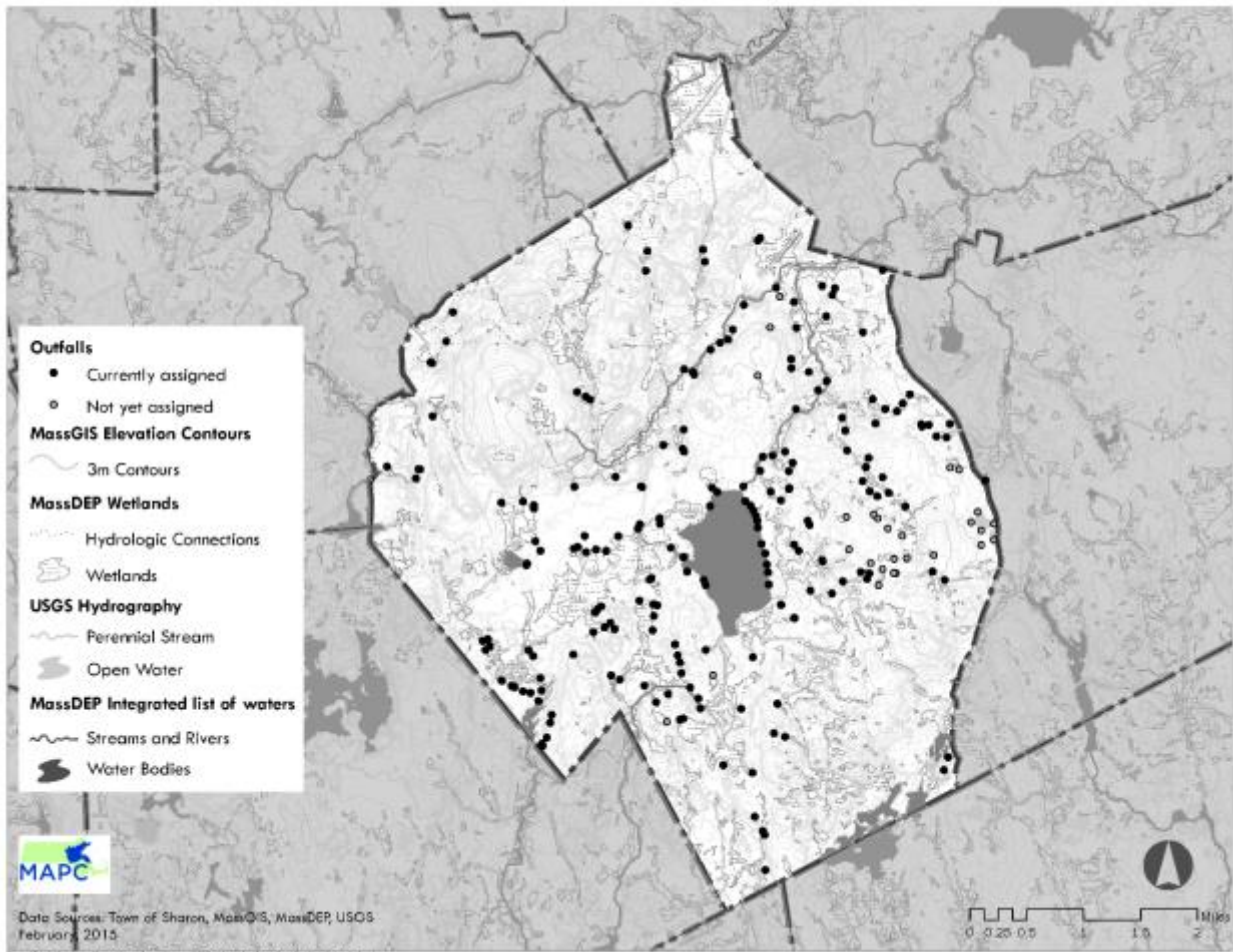 Outfalls
Currently assigned
Not yet assigned
MassGIS Elevation Contours
3m Contours
MassDEP Wetlands
Hydrologic Connections
Wetlands
USGS Hydrography
Perennial Stream
Open Water
MassDEP Integrated list of waters
Streams and Rivers
Water Bodies
MAPC
Data Sources: Town of Sharon, MassGIS, MassDEP, USGS
February, 2015
Miles
0 0.25 0.5 1 1.5 2